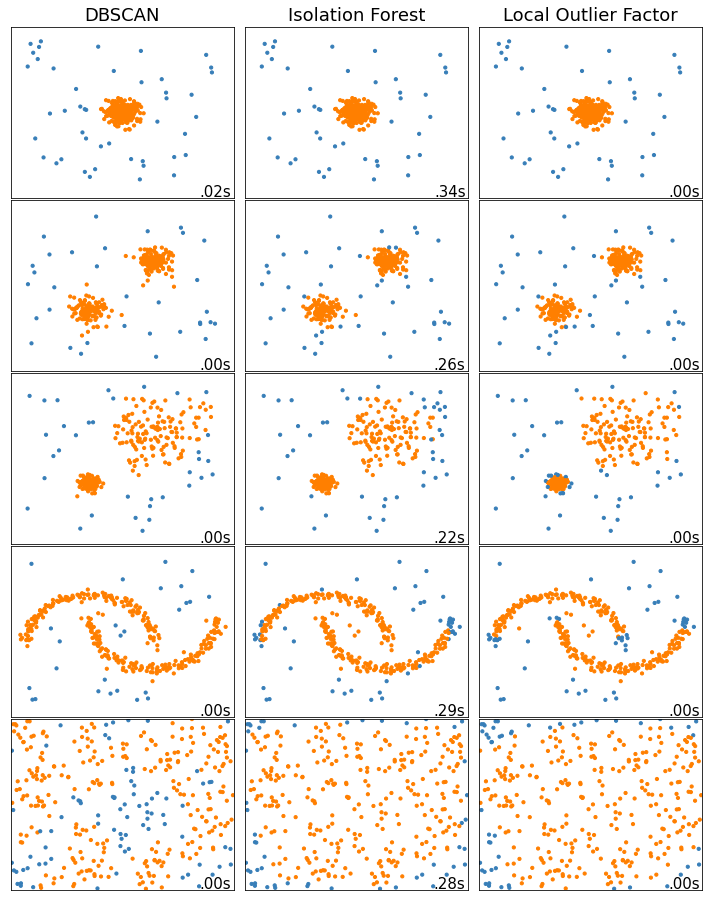 DBSCAN Isolation Forest Local Outlier Factor
.02s .34s .00s
.00s .26s .00s
.00s .22s .00s
.00s .29s .00s
.00s .28s .00s